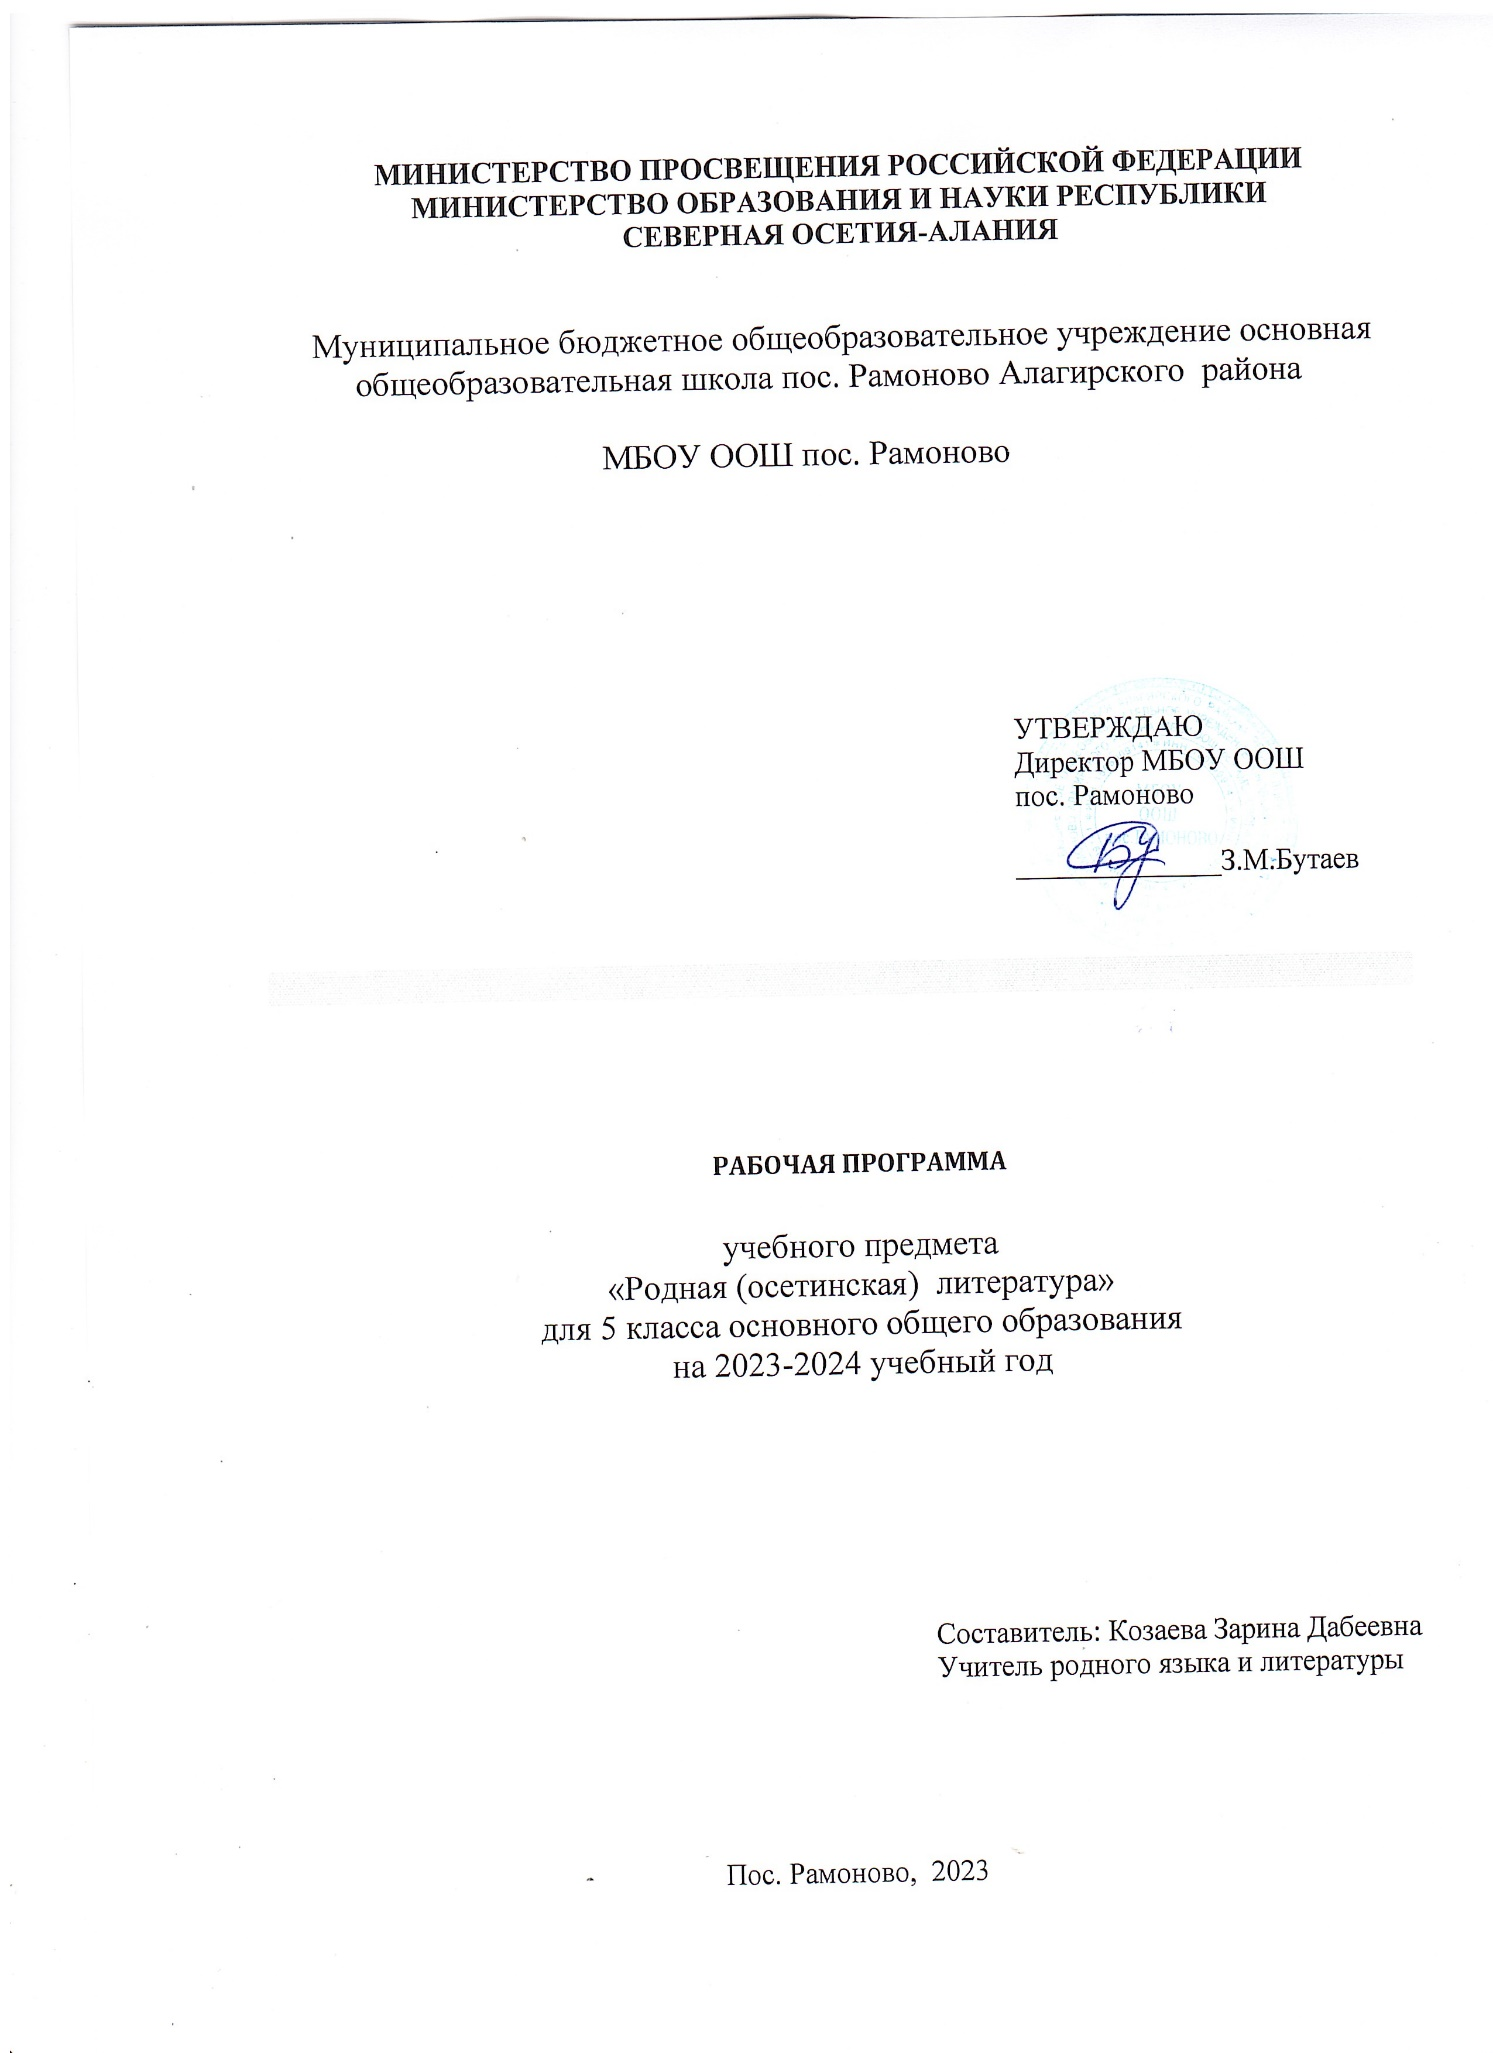 МИНИСТЕРСТВО ПРОСВЕЩЕНИЯ РОССИЙСКОЙ ФЕДЕРАЦИИ
МИНИСТЕРСТВО ОБРАЗОВАНИЯ И НАУКИ РЕСПУБЛИКИ
СЕВЕРНАЯ ОСЕТИЯ-АЛАНИЯ
Муниципальное бюджетное общеобразовательное учреждение основная
общеобразовательная школа пос. Рамоново Алагирского района
МБОУ ООШ пос. Рамоново
УТВЕРЖДАЮ
Директор МБОУ ООШ
пос. Рамоново
ООШ
РАМОНОВО
______________З.М.Бутаев
РАБОЧАЯ ПРОГРАММА
учебного предмета
«Родная (осетинская) литература»
для 5 класса основного общего образования
на 2023-2024 учебный год
Составитель: Козаева Зарина Дабеевна
Учитель родного языка и литературы
Пос. Рамоново, 2023